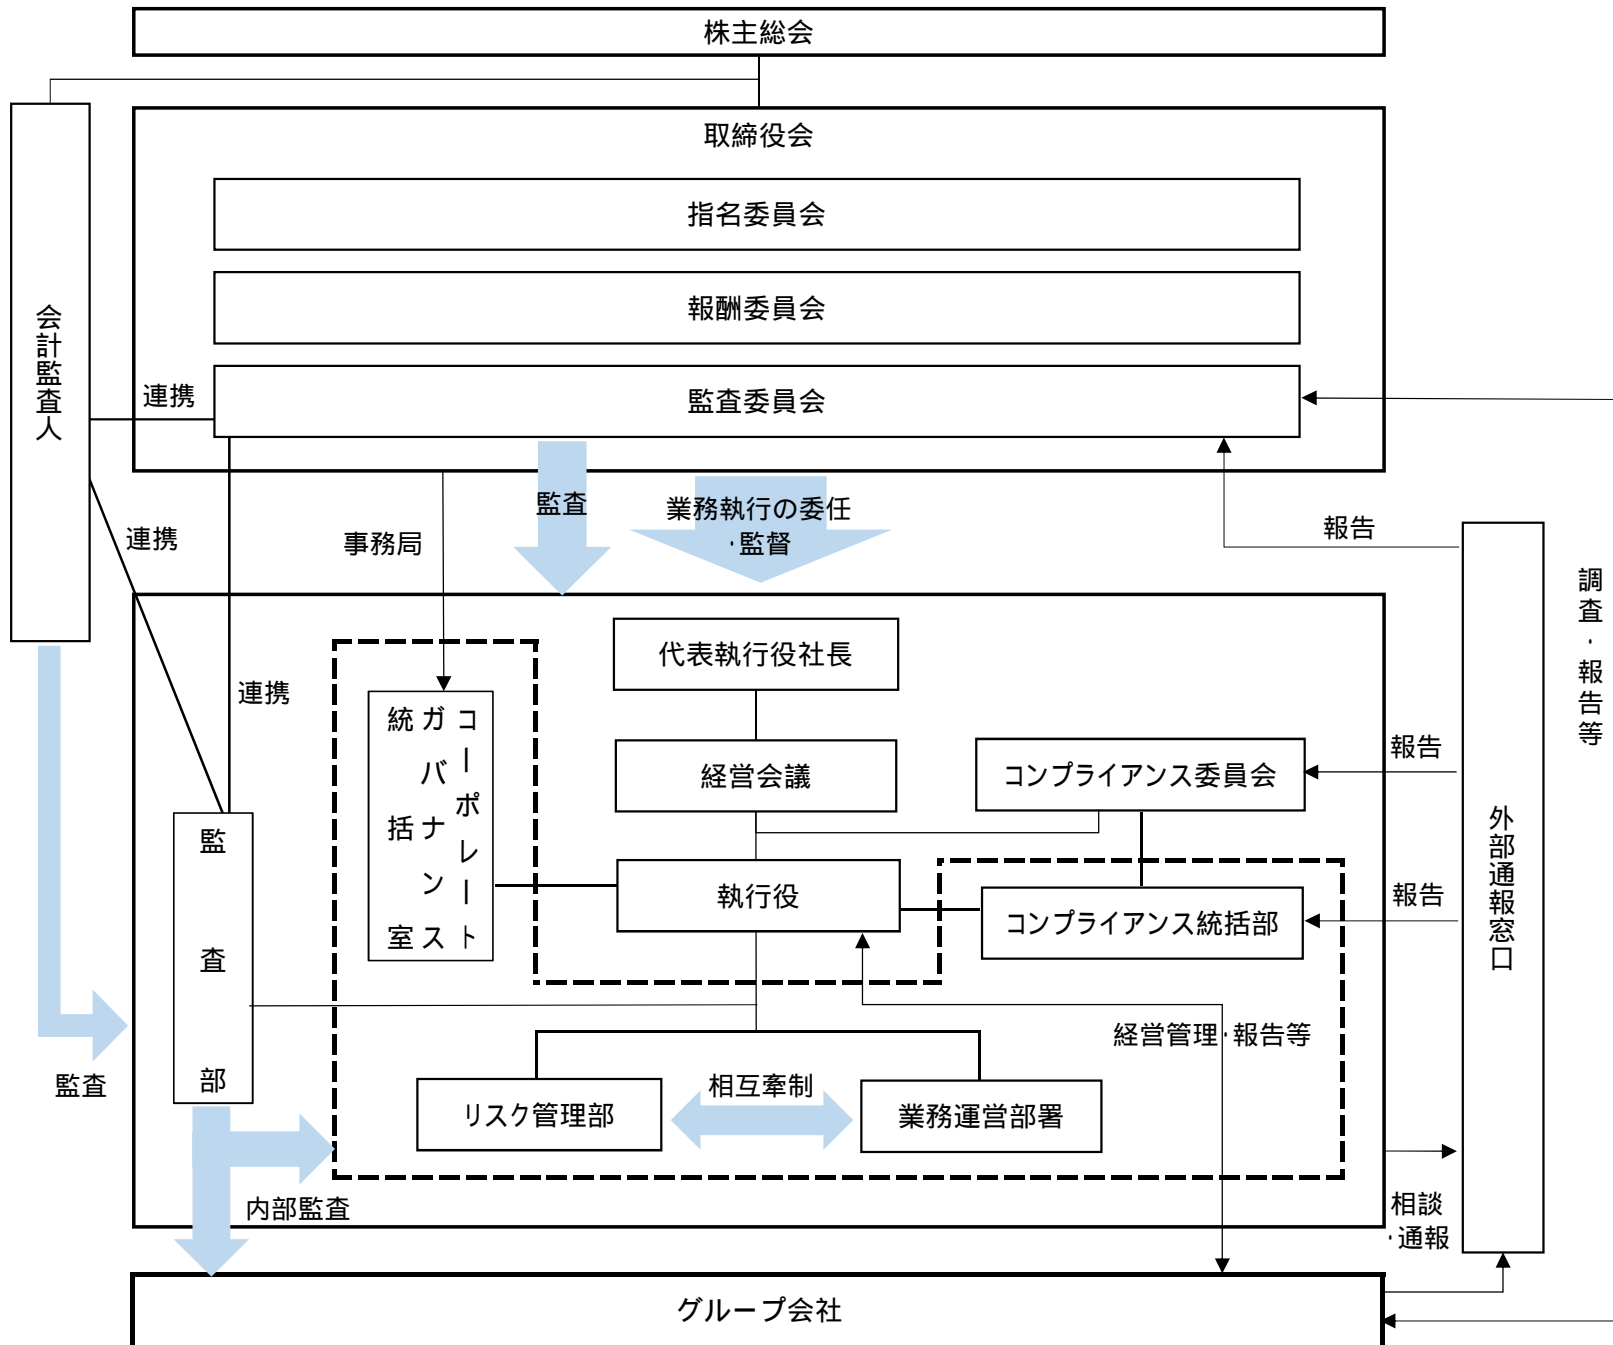 株主総会
取締役会
指名委員会
報酬委員会
監査委員会
会計監査人
連携
連携
連携
事務局
監査
業務執行の委任
・監督
報告
調査・報告等
代表執行役社長
経営会議
コンプライアンス委員会
報告
コーポレート
ガバナンス
統括室
執行役
コンプライアンス統括部
報告
外部通報窓口
監査部
経営管理・報告等
監査
リスク管理部
相互牽制
業務運営部署
内部監査
相談
・通報
グループ会社